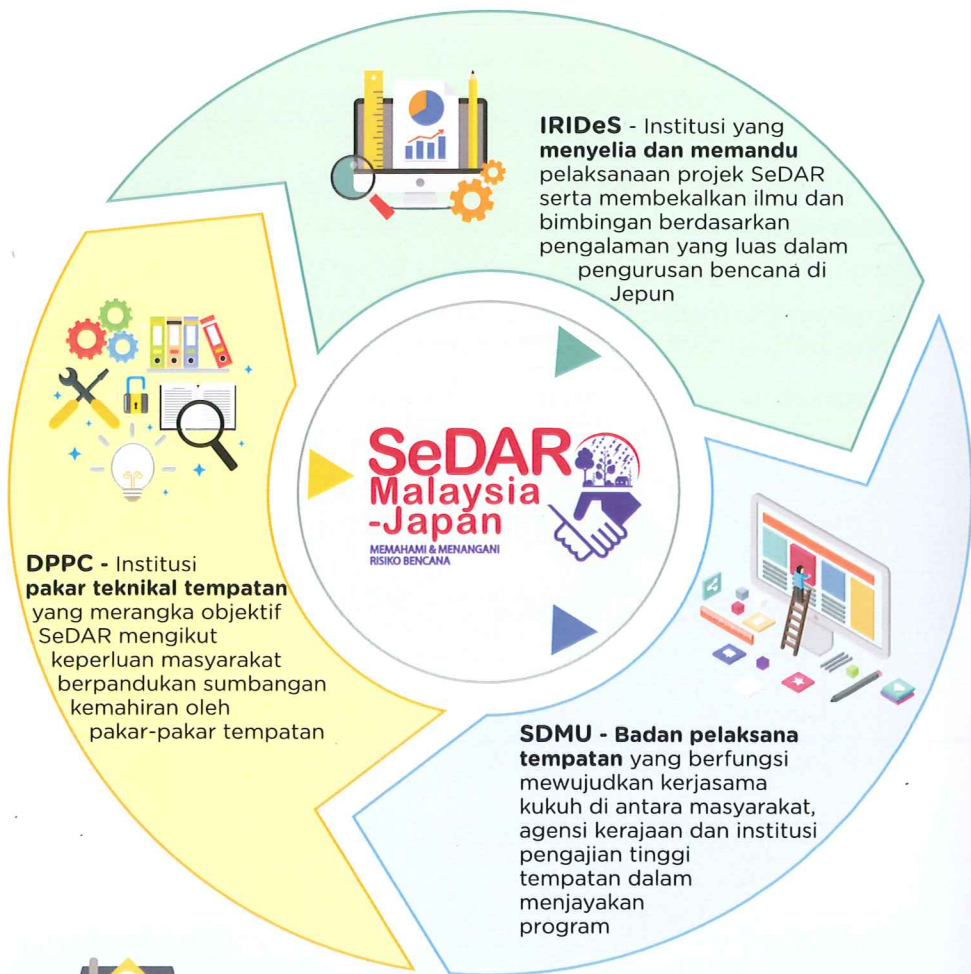 IRIDeS - Institusi yang
menyelia dan memandu
pelaksanaan projek SeDAR
serta membekalkan ilmu dan
bimbingan berdasarkan
pengalaman yang luas dalam
pengurusan bencana di
Jepun
SeDAR
Malaysia
-Japan
MEMAHAMI & MENANGANI
RISIKO BENCANA
DPPC - Institusi
pakar teknikal tempatan
yang merangka objektif
SeDAR mengikut
keperluan masyarakat
berpandukan sumbangan
kemahiran oleh
pakar-pakar tempatan
SDMU - Badan pelaksana
tempatan yang berfungsi
mewujudkan kerjasama
kukuh di antara masyarakat,
agensi kerajaan dan institusi
pengajian tinggi
tempatan dalam
menjayakan
program